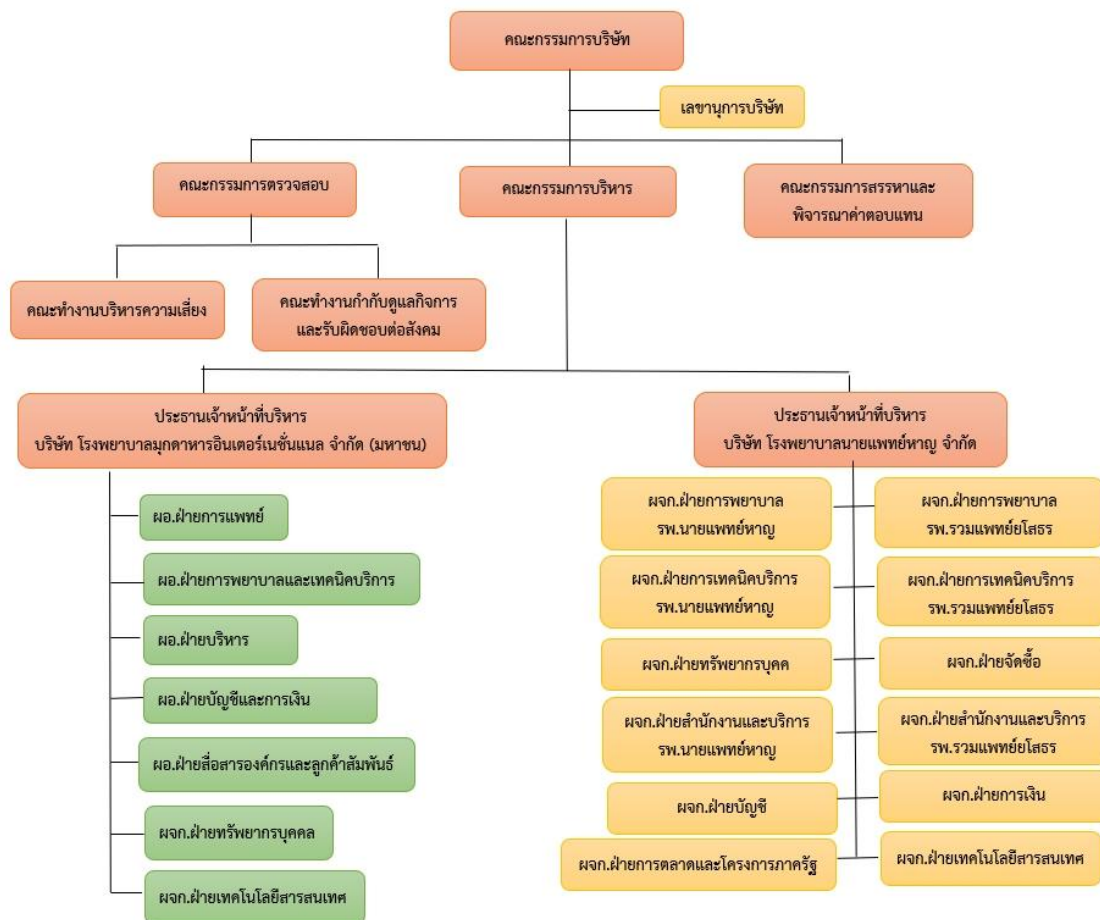 คณะกรรมการบริษัท
เลขานุการบริษัท
คณะกรรมการตรวจสอบ
คณะกรรมการบริหาร
คณะกรรมการสรรหาและ
พิจารณาค่าตอบแทน
คณะทำงานบริหารความเสี่ยง
คณะทำงานกำกับดูแลกิจการ
และรับผิดชอบต่อสังคม
ประธานเจ้าหน้าที่บริหาร
บริษัท โรงพยาบาลมุกดาหารอินเตอร์เนชั่นแนล จำกัด (มหาชน)
ผอ.ฝ่ายการแพทย์
ผอ.ฝ่ายการพยาบาลและเทคนิคบริการ
ผอ.ฝ่ายบริหาร
ผอ.ฝ่ายบัญชีและการเงิน
ผอ.ฝ่ายสื่อสารองค์กรและลูกค้าสัมพันธ์
ผจก.ฝ่ายทรัพยากรบุคคล
ผจก.ฝ่ายเทคโนโลยีสารสนเทศ
ประธานเจ้าหน้าที่บริหาร
บริษัท โรงพยาบาลนายแพทย์หาญ จำกัด
ผจก.ฝ่ายการพยาบาล
รพ.นายแพทย์หาญ
ผจก.ฝ่ายการพยาบาล
รพ.รวมแพทย์ยโสธร
ผจก.ฝ่ายการเทคนิคบริการ
รพ.นายแพทย์หาญ
ผจก.ฝ่ายการเทคนิคบริการ
รพ.รวมแพทย์ยโสธร
ผจก.ฝ่ายทรัพยากรบุคค
ผจก.ฝ่ายจัดซื้อ
ผจก.ฝ่ายสำนักงานและบริการ
รพ.นายแพทย์หาญ
ผจก.ฝ่ายสำนักงานและบริการ
รพ.รวมแพทย์ยโสธร
ผจก.ฝ่ายบัญชี
ผจก.ฝ่ายการเงิน
ผจก.ฝ่ายการตลาดและโครงการภาครัฐ
ผจก.ฝ่ายเทคโนโลยีสารสนเทศ